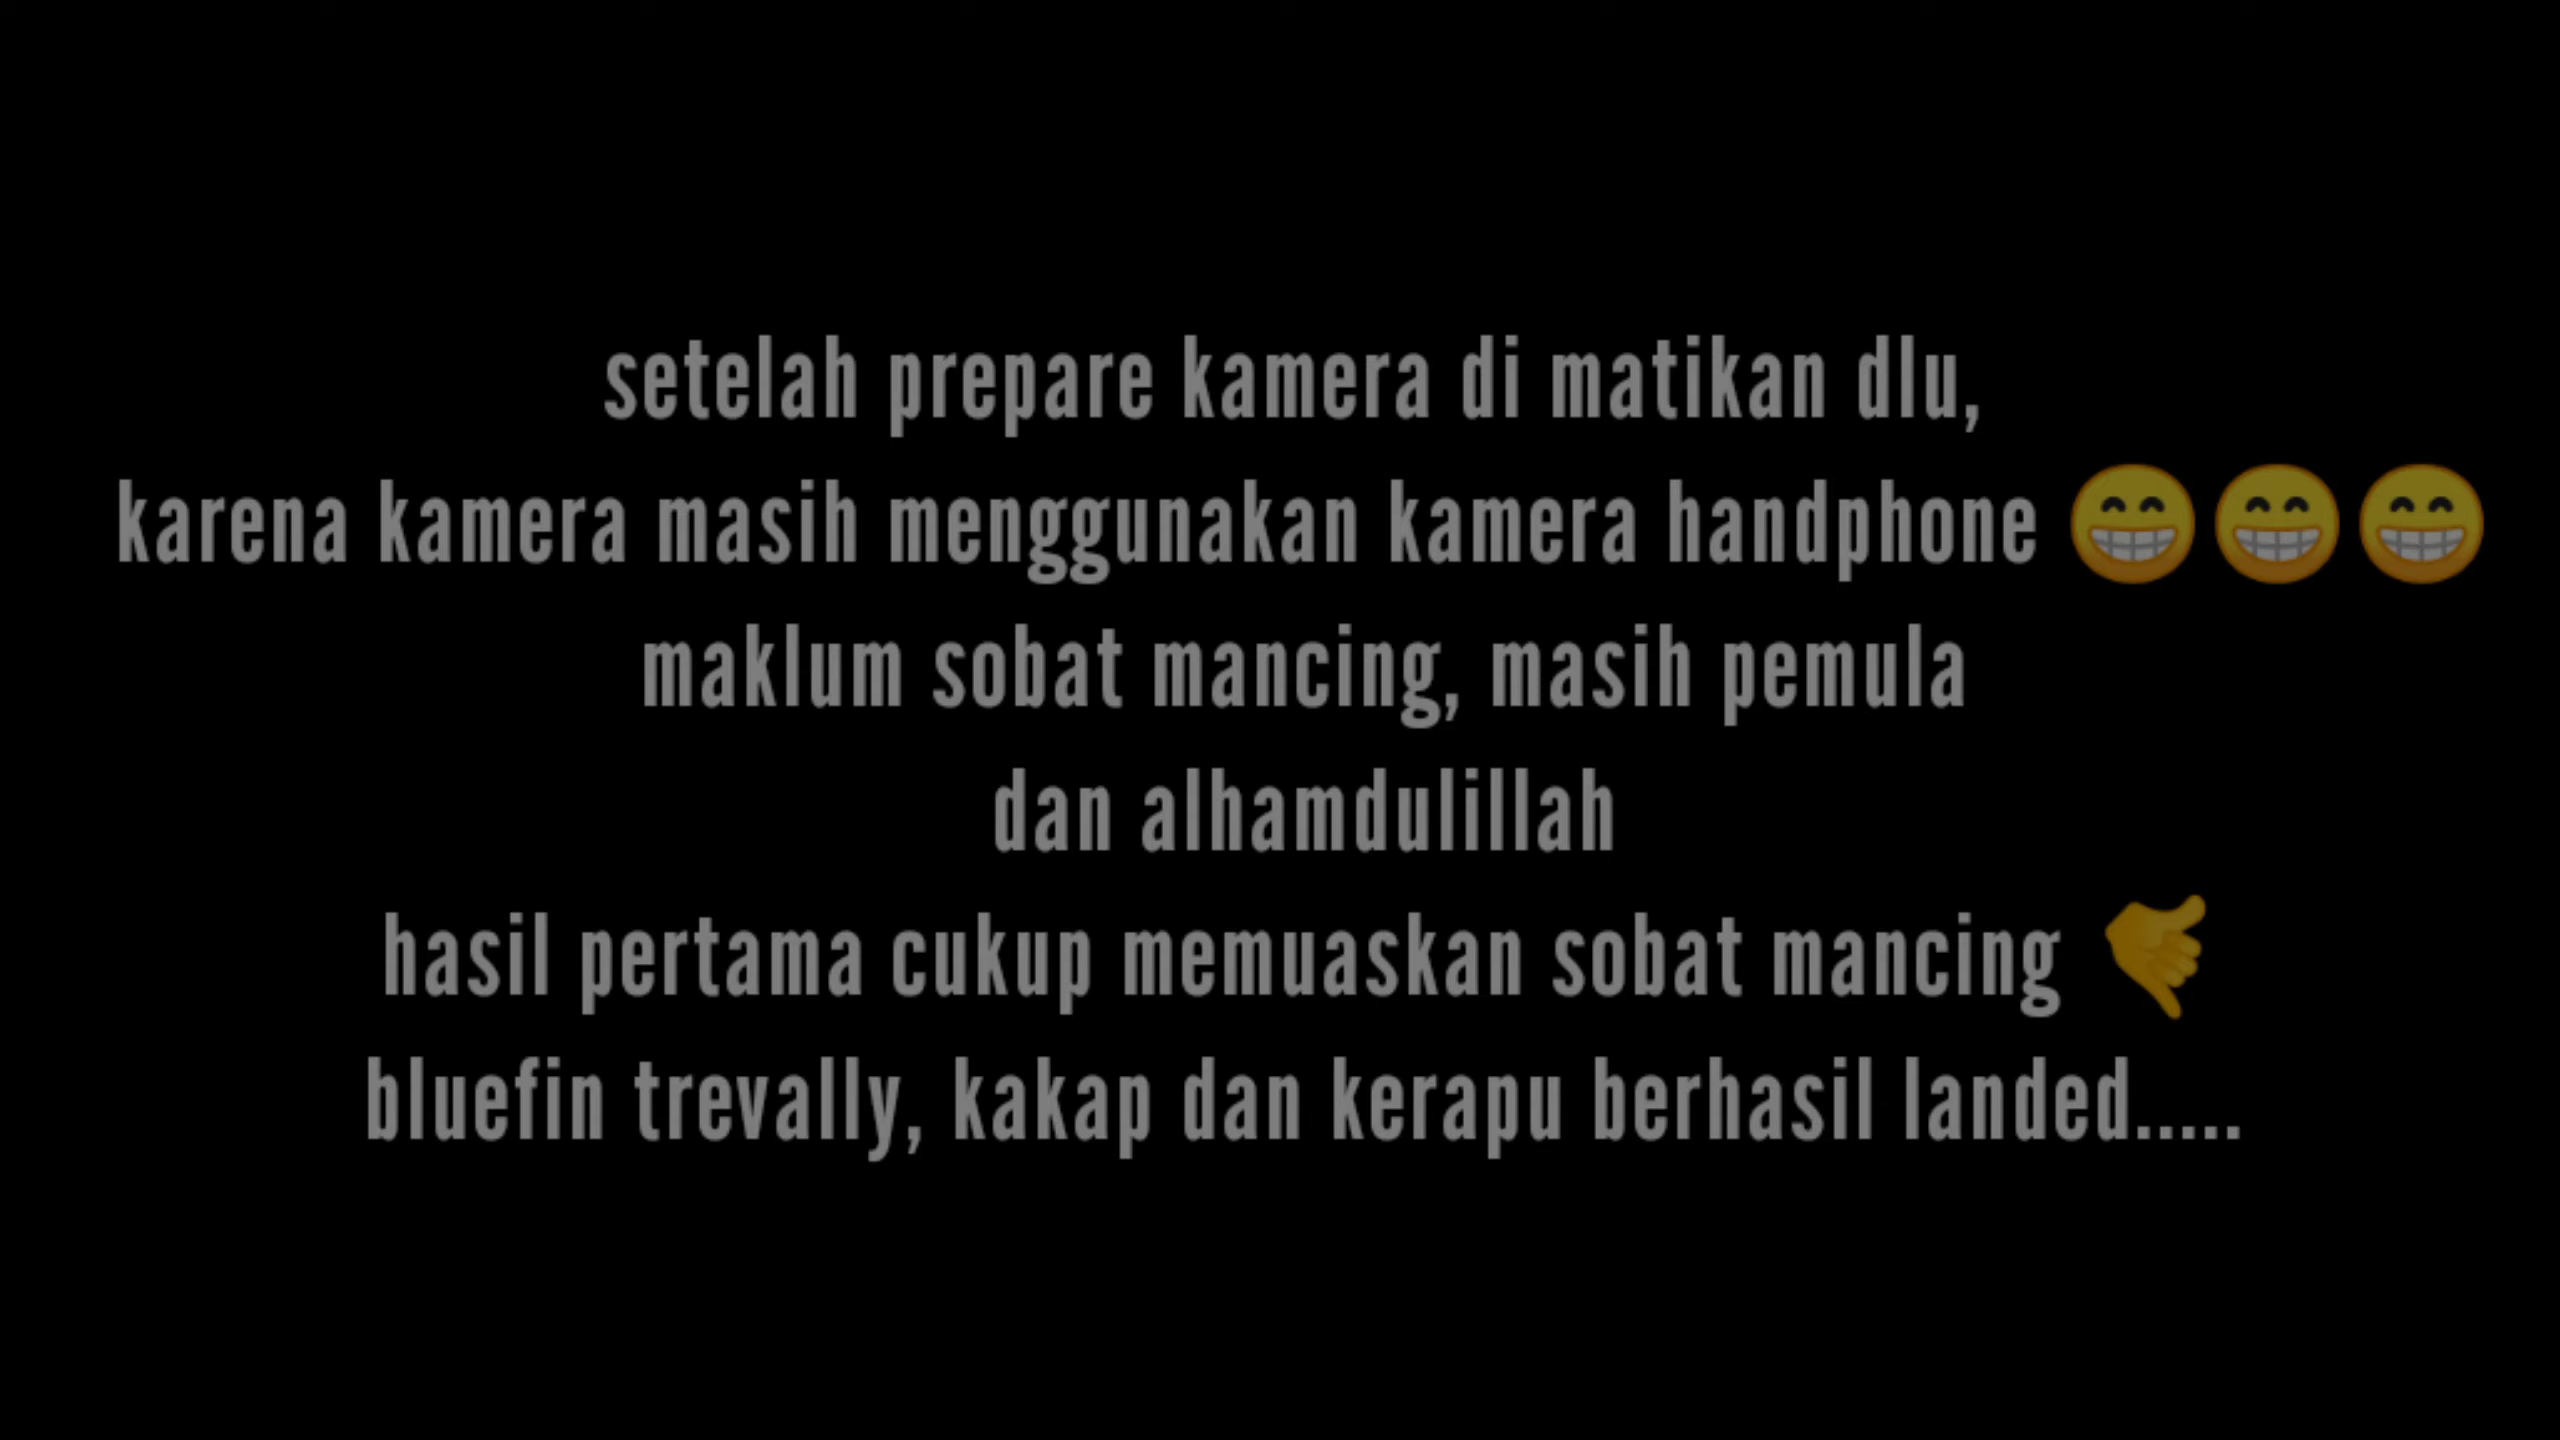 setelah prepare kamera di matikan dlu,
karena kamera masih menggunakan kamera handphone 😁😁😁
maklum sobat mancing, masih pemula
dan alhamdulillah
hasil pertama cukup memuaskan sobat mancing 🤙
bluefin trevally, kakap dan kerapu berhasil landed.....